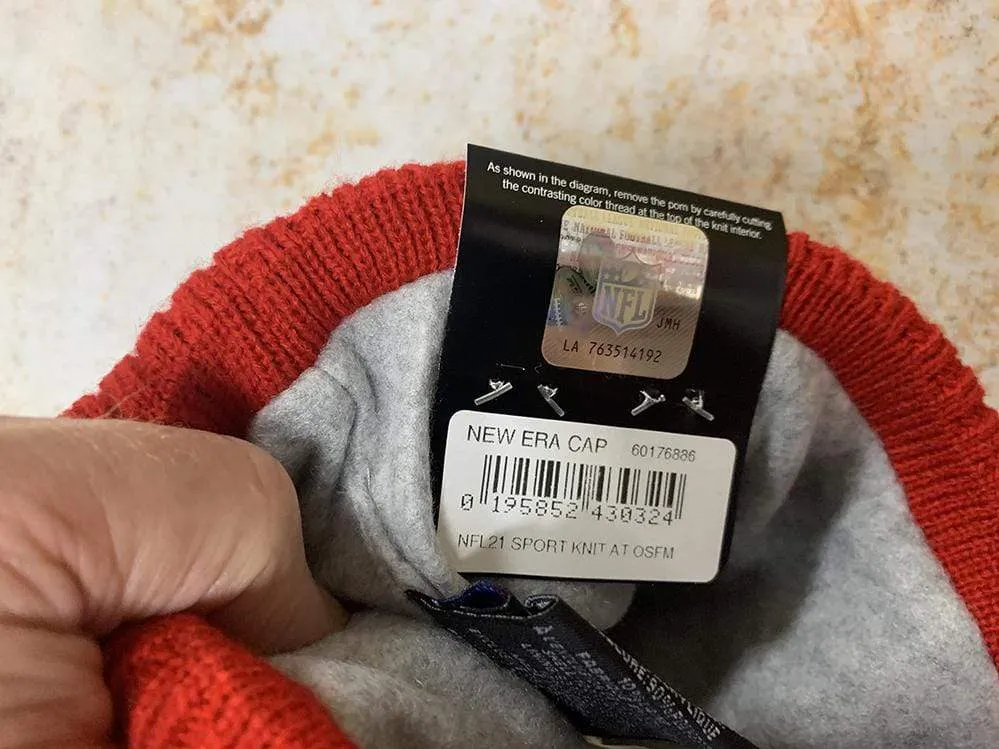 As shown in the diagram, remove the pom by carefully cutting
the contrasting color thread at the top of the knit interior.
NATIONAL FOOTBALL
NFL
JMH
LA 763514192
NEW ERA CAP 60176886
0 195852 430324
NFL21 SPORT KNIT AT OSFM